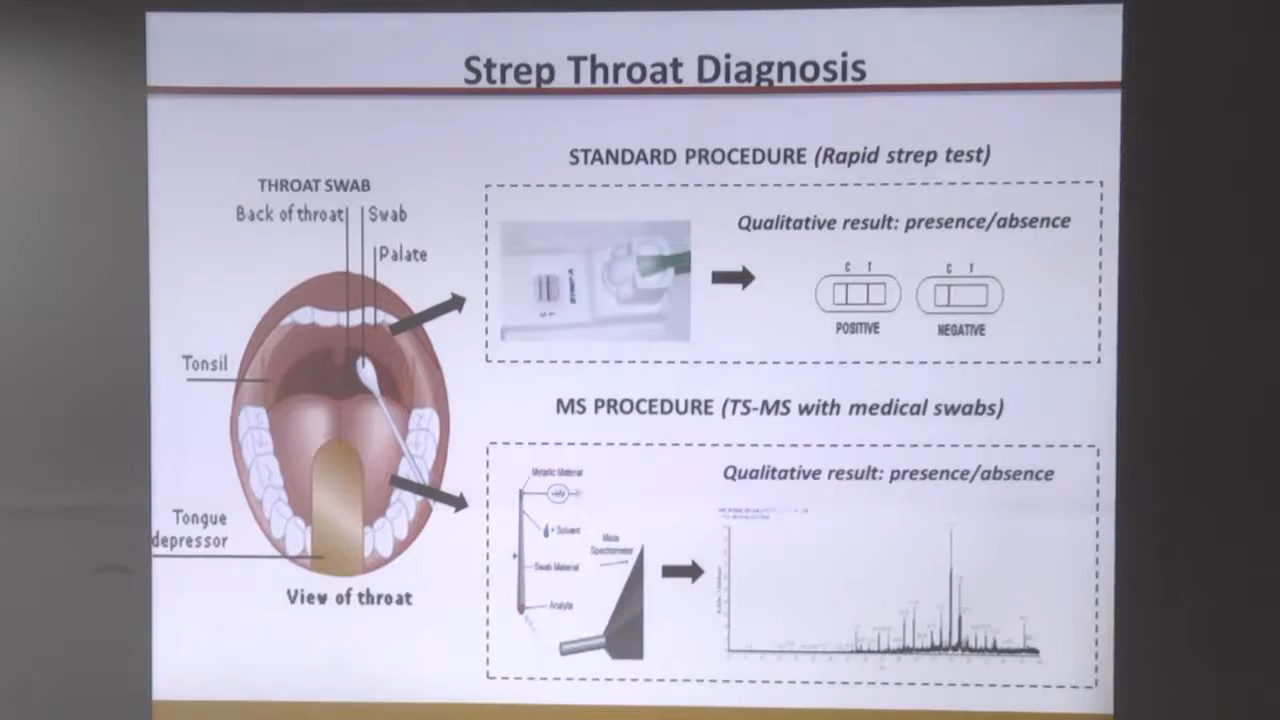 Strep Throat Diagnosis
STANDARD PROCEDURE (Rapid strep test)
THROAT SWAB
Back of throat
Swab
Palate
Tonsil
Tongue
depressor
View of throat
Qualitative result: presence/absence
C T
C T
POSITIVE
NEGATIVE
MS PROCEDURE (TS-MS with medical swabs)
Qualitative result: presence/absence
Metallic Material
+HV
+ Solvent
Mass
Spectrometer
Swab Material
Analyte